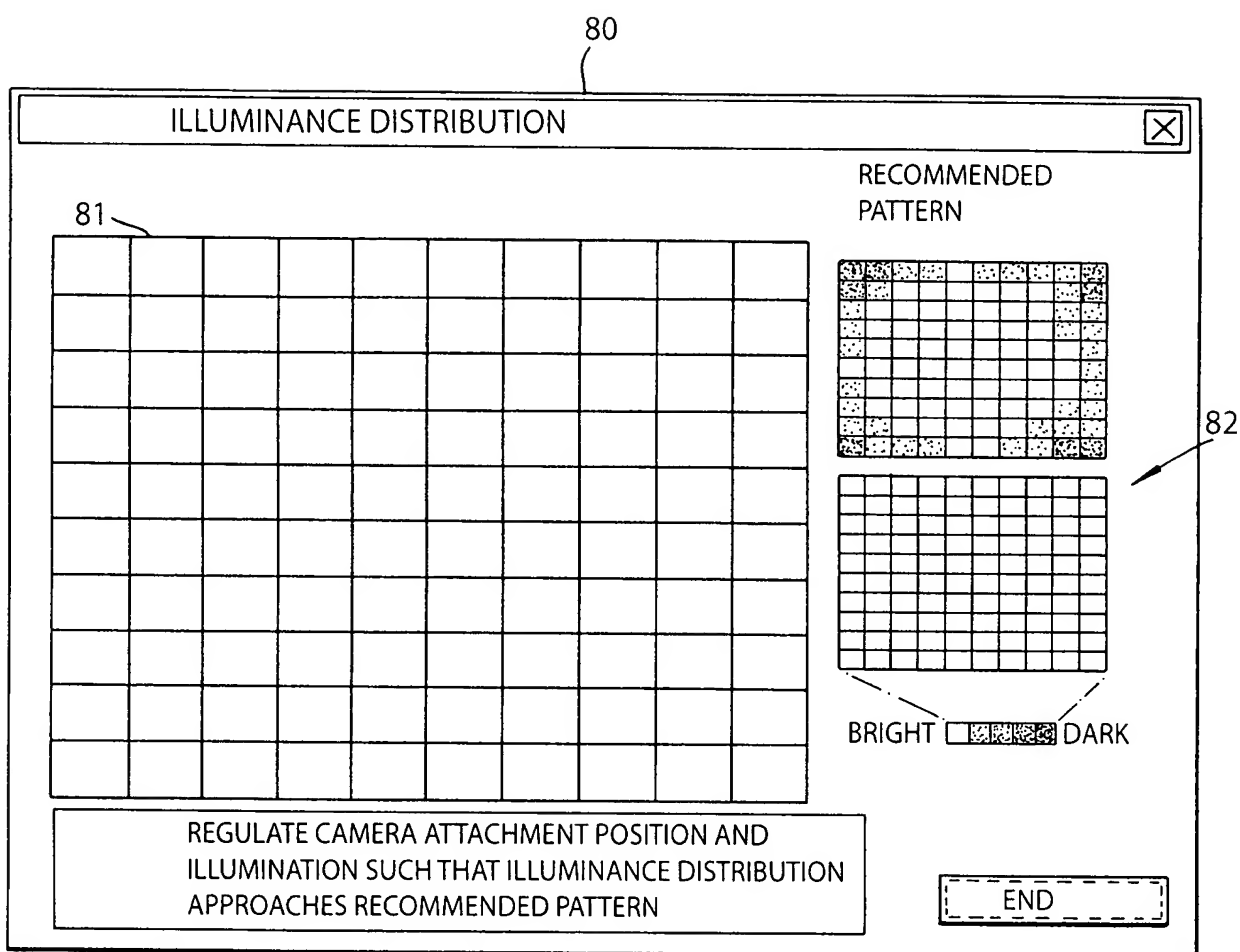 80
ILLUMINANCE DISTRIBUTION
RECOMMENDED
PATTERN
81
82
BRIGHT DARK
REGULATE CAMERA ATTACHMENT POSITION AND
ILLUMINATION SUCH THAT ILLUMINANCE DISTRIBUTION
APPROACHES RECOMMENDED PATTERN
END